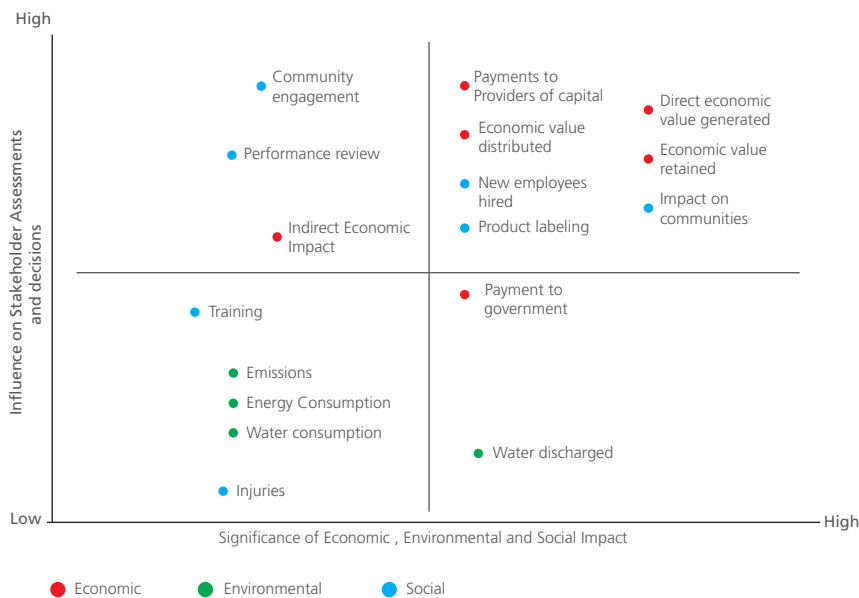 High
Community
engagement
Performance review
Indirect Economic
Impact
Payments to
Providers of capital
Economic value
distributed
New employees
hired
Product labeling
Direct economic
value generated
Economic value
retained
Impact on
communities
Influence on Stakeholder Assessments
and decisions
Training
Emissions
Energy Consumption
Water consumption
Injuries
Payment to
government
Water discharged
Low
High
Significance of Economic , Environmental and Social Impact
Economic
Environmental
Social